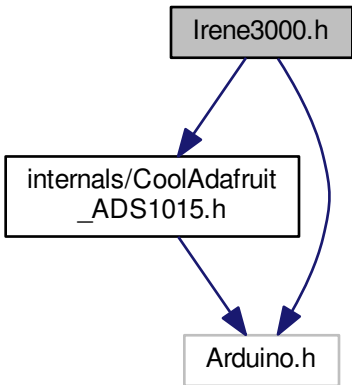 Irene3000.h
internals/CoolAdafruit
_ADS1015.h
Arduino.h